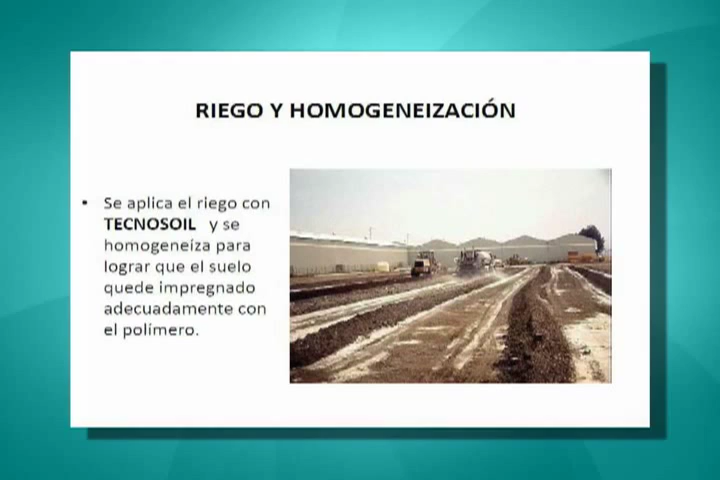 RIEGO Y HOMOGENEIZACIÓN
• Se aplica el riego con
TECNOSOIL y se
homogeneíza para
lograr que el suelo
quede impregnado
adecuadamente con
el polímero.